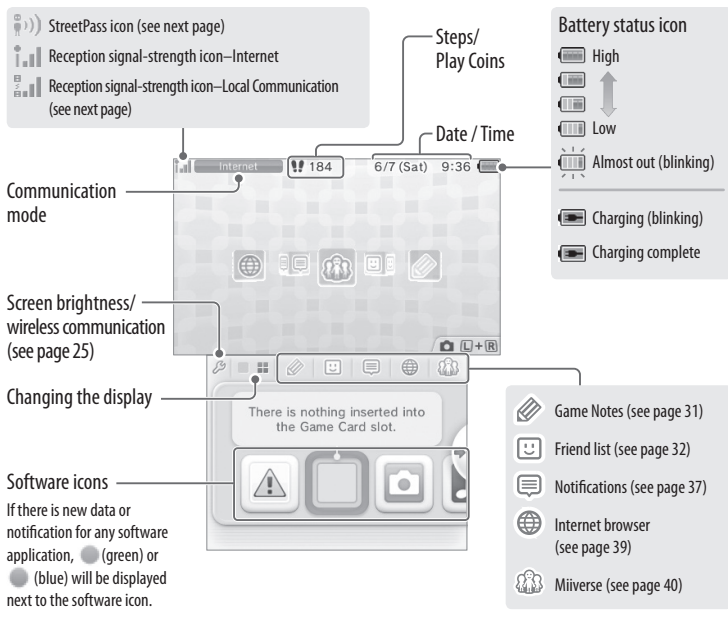 StreetPass icon (see next page)
Reception signal-strength icon–Internet
Reception signal-strength icon–Local Communication
(see next page)
Steps/
Play Coins
Date / Time
Battery status icon
High
Low
Almost out (blinking)
Charging (blinking)
Charging complete
Internet
184
6/7 (Sat)
9:36
Communication
mode
Screen brightness/
wireless communication
(see page 25)
L+R
Changing the display
There is nothing inserted into
the Game Card slot.
Software icons
If there is new data or
notification for any software
application, (green) or
(blue) will be displayed
next to the software icon.
Game Notes (see page 31)
Friend list (see page 32)
Notifications (see page 37)
Internet browser
(see page 39)
Miiverse (see page 40)